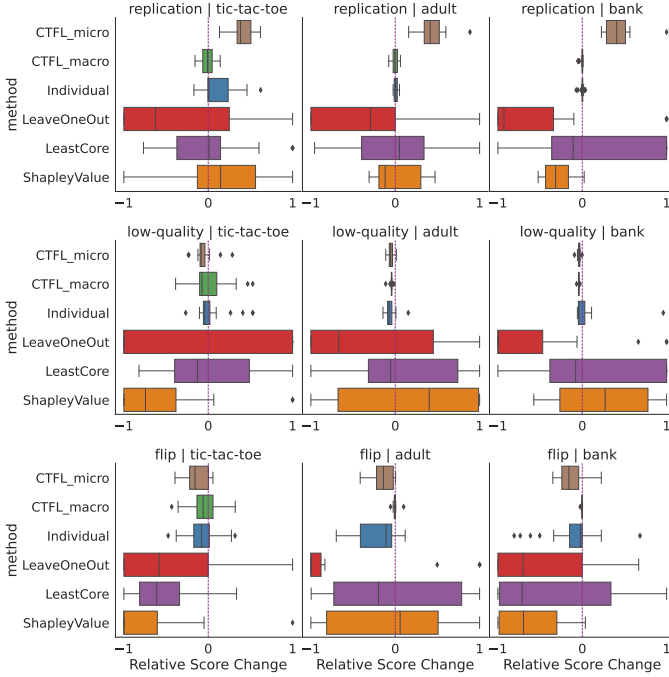 replication | tic-tac-toe
replication | adult
replication | bank
method
CTFL_micro
CTFL_macro
Individual
LeaveOneOut
LeastCore
ShapleyValue
−1 0 1
−1 0 1
−1 0 1
low-quality | tic-tac-toe
low-quality | adult
low-quality | bank
method
CTFL_micro
CTFL_macro
Individual
LeaveOneOut
LeastCore
ShapleyValue
−1 0 1
−1 0 1
−1 0 1
flip | tic-tac-toe
flip | adult
flip | bank
method
CTFL_micro
CTFL_macro
Individual
LeaveOneOut
LeastCore
ShapleyValue
−1 0 1
−1 0 1
−1 0 1
Relative Score Change
Relative Score Change
Relative Score Change